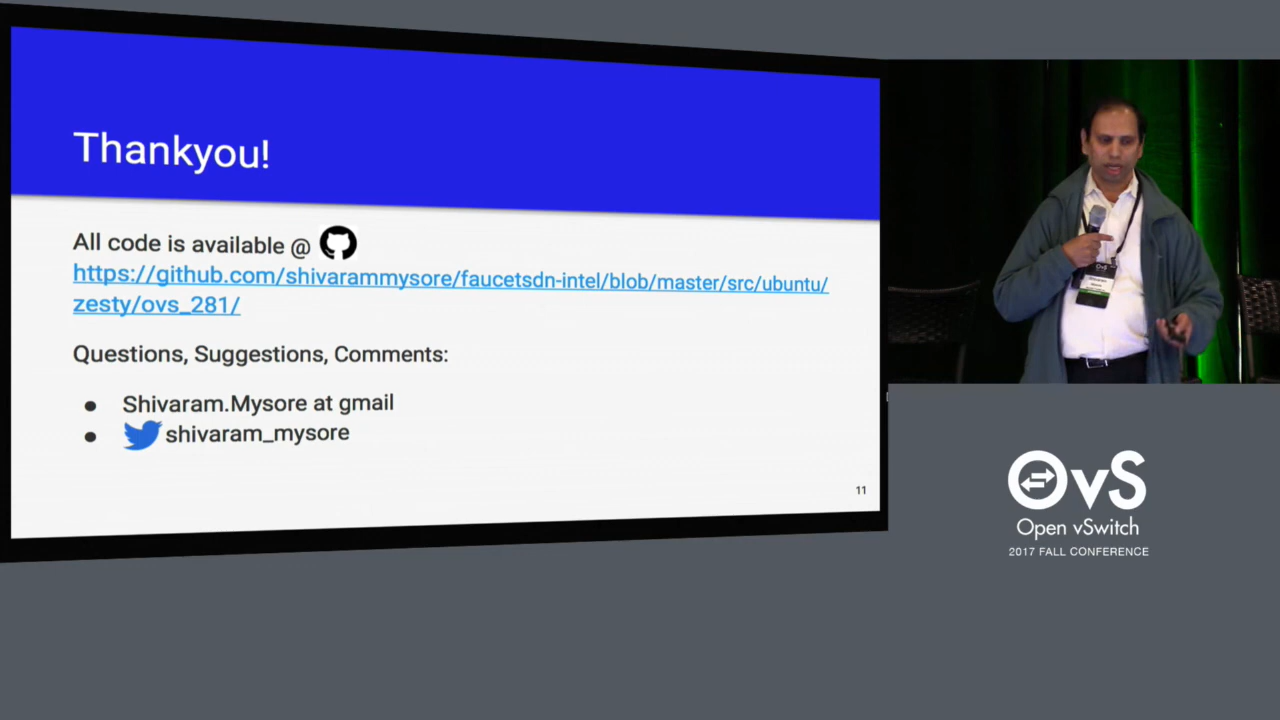 Thankyou!
All code is available @
https://github.com/shivarammysore/faucetsdn-intel/blob/master/src/ubuntu/
zesty/ovs_281/
Questions, Suggestions, Comments:
● Shivaram.Mysore at gmail
● shivaram_mysore
11
OvS
Open vSwitch
2017 FALL CONFERENCE